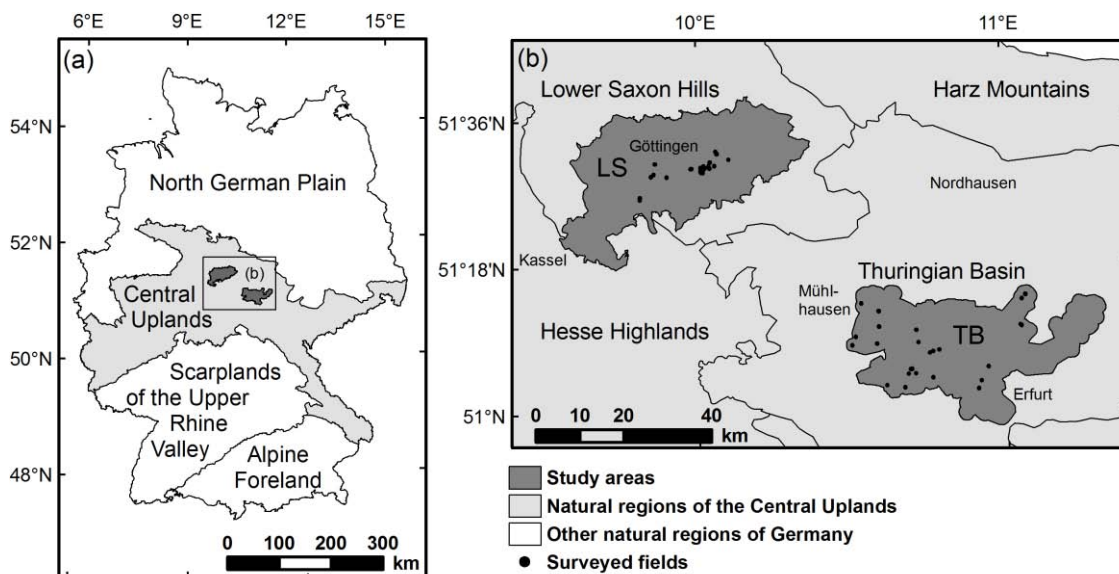 6°E 9°E 12°E 15°E
(a)
54°N
North German Plain
52°N
(b)
Central
Uplands
50°N
Scarplands
of the Upper
Rhine
Valley
Alpine
Foreland
48°N
0 100 200 300
km
10°E 11°E
(b)
Lower Saxon Hills
Harz Mountains
51°36'N
Göttingen
LS
Nordhausen
Kassel
51°18'N
Thuringian Basin
Mühl-
hausen
Hesse Highlands
TB
Erfurt
51°N
0 10 20 40
km
Study areas
Natural regions of the Central Uplands
Other natural regions of Germany
Surveyed fields